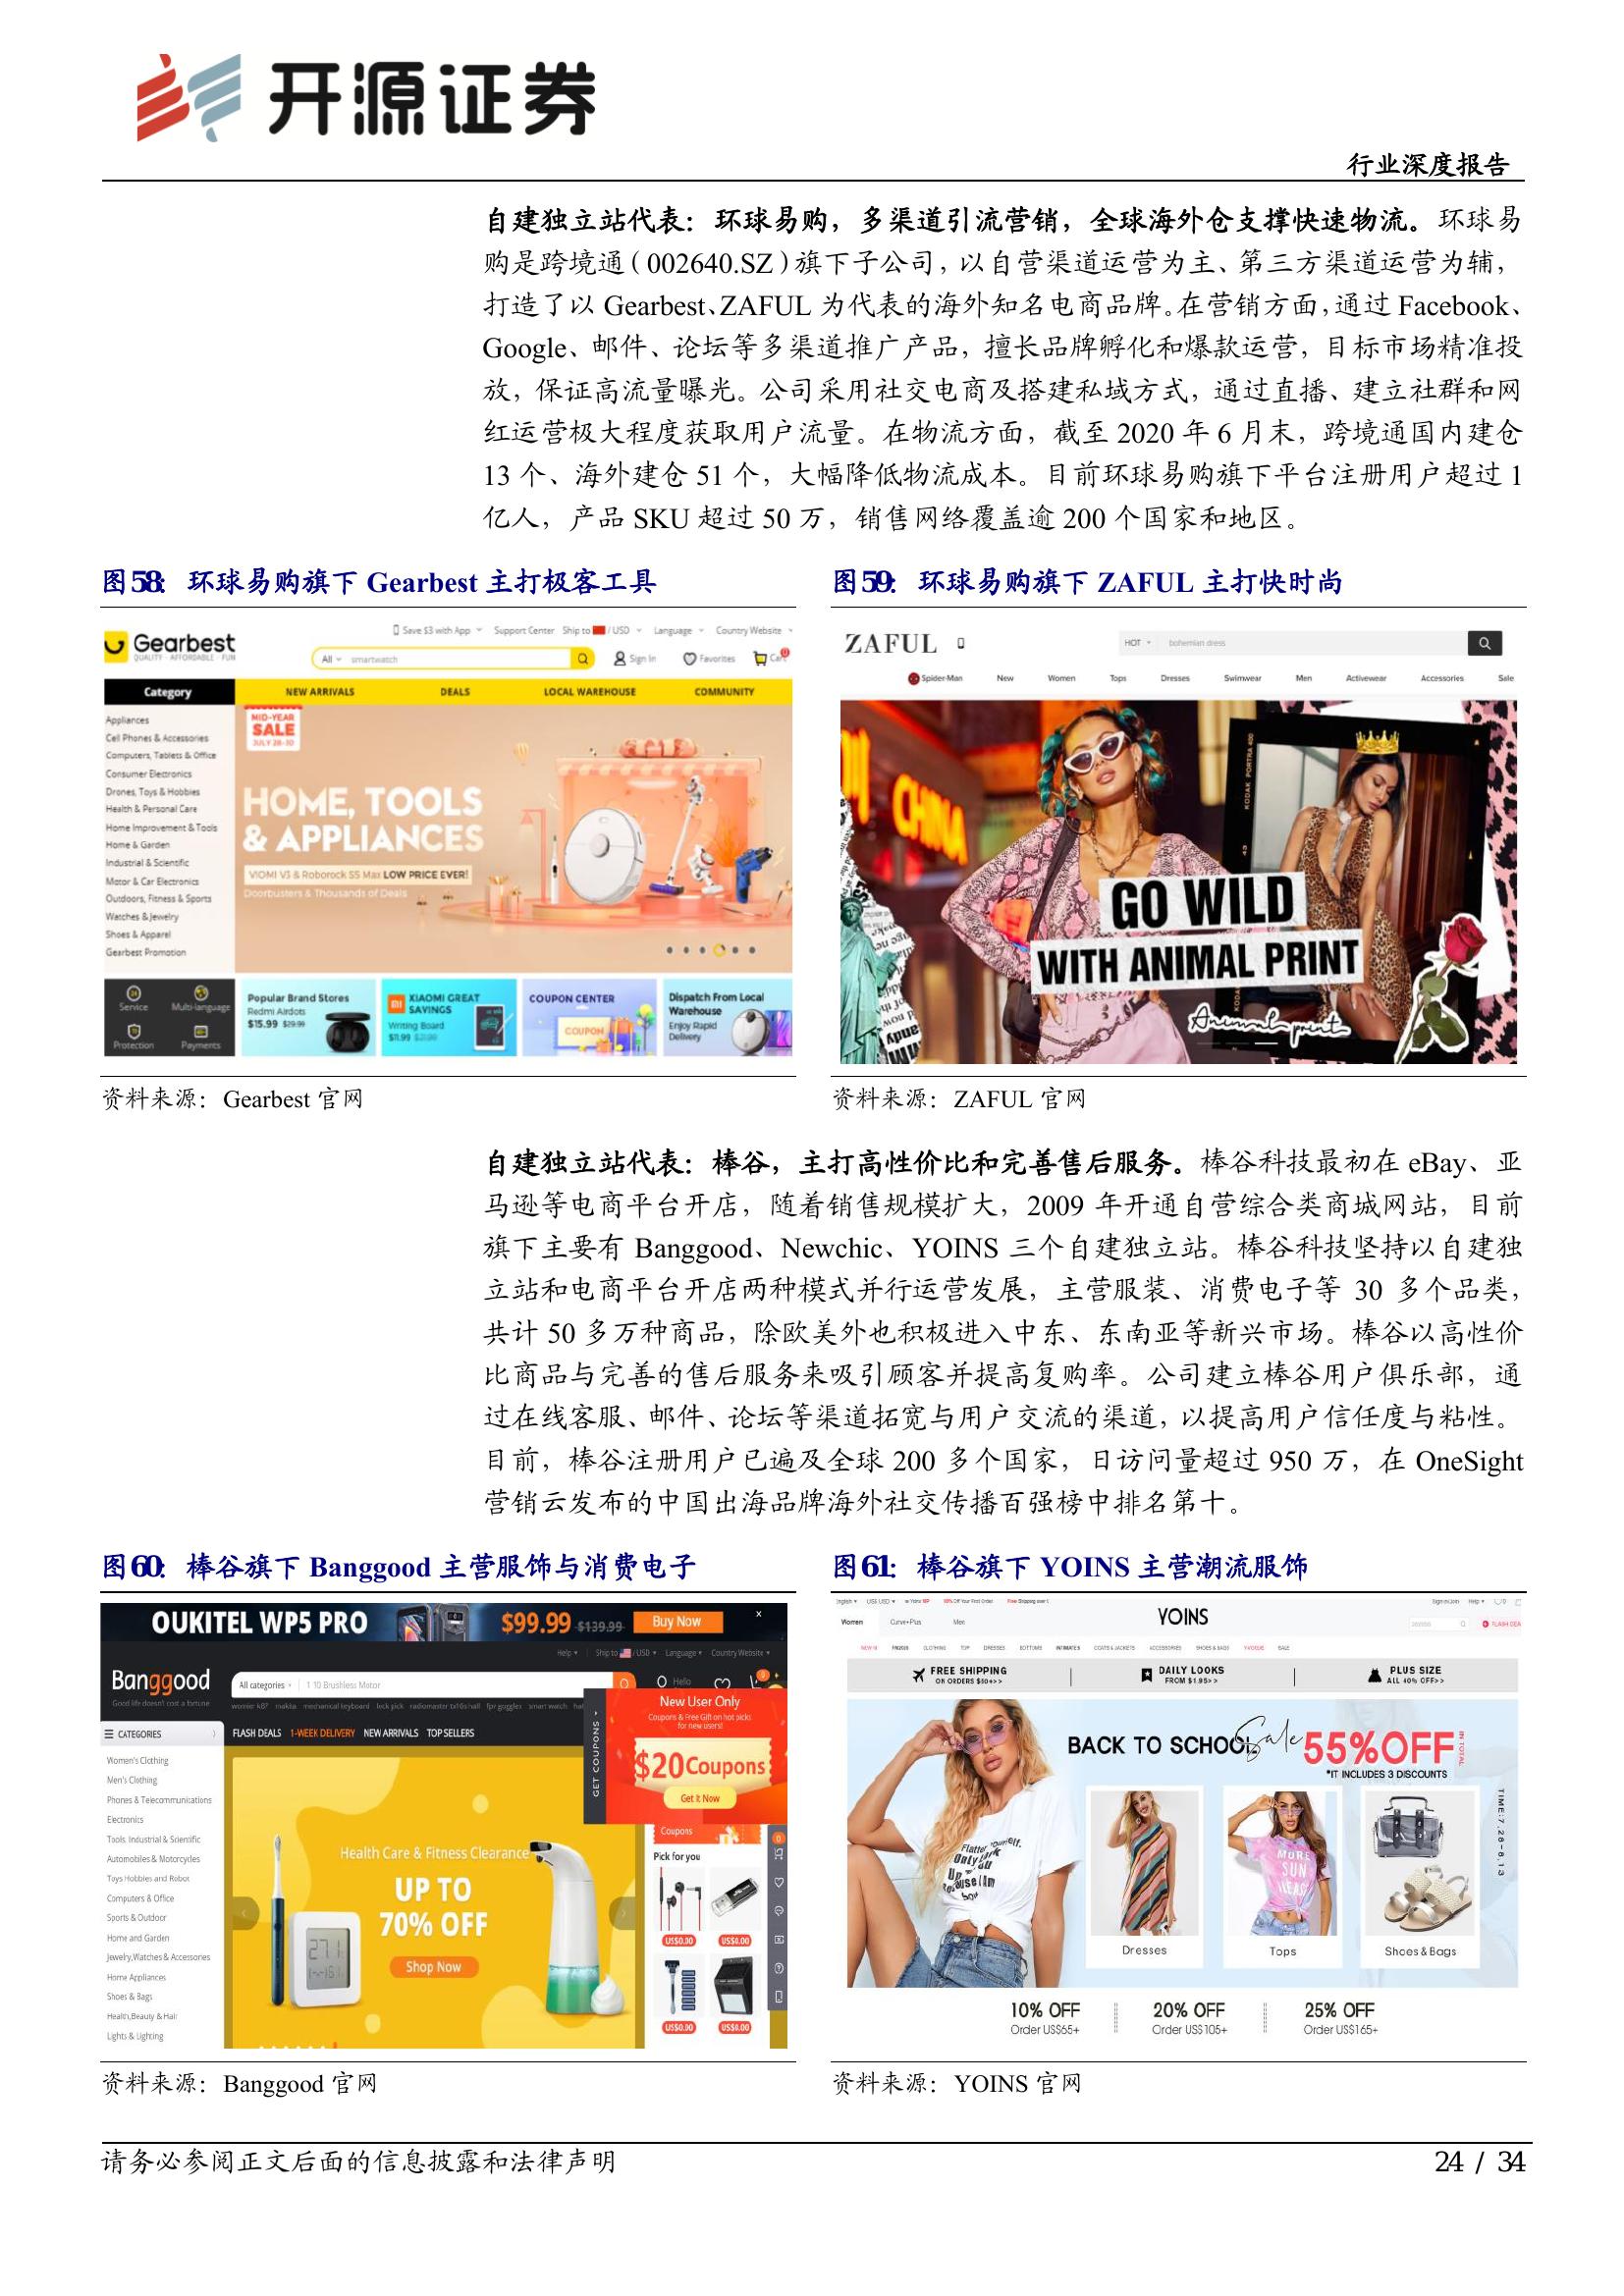 开源证券
行业深度报告
自建独立站代表：环球易购，多渠道引流营销，全球海外仓支撑快速物流。环球易
购是跨境通（002640.SZ）旗下子公司，以自营渠道运营为主、第三方渠道运营为辅，
打造了以 Gearbest、ZAFUL 为代表的海外知名电商品牌。在营销方面，通过 Facebook、
Google、邮件、论坛等多渠道推广产品，擅长品牌孵化和爆款运营，目标市场精准投
放，保证高流量曝光。公司采用社交电商及搭建私域方式，通过直播、建立社群和网
红运营极大程度获取用户流量。在物流方面，截至 2020 年 6 月末，跨境通国内建仓
13 个、海外建仓 51 个，大幅降低物流成本。目前环球易购旗下平台注册用户超过 1
亿人，产品 SKU 超过 50 万，销售网络覆盖逾 200 个国家和地区。
图58：环球易购旗下 Gearbest 主打极客工具
Gearbest
QUALITY · AFFORDABLE · FUN
Save $3 with App Support Center Ship to / USD Language Country Website
All smartwatch
Sign In Favorites Cart 0
Category NEW ARRIVALS DEALS LOCAL WAREHOUSE COMMUNITY
Appliances
Cell Phones & Accessories
Computers, Tablets & Office
Consumer Electronics
Drones, Toys & Hobbies
Health & Personal Care
Home Improvement & Tools
Home & Garden
Industrial & Scientific
Motor & Car Electronics
Outdoors, Fitness & Sports
Watches & Jewelry
Shoes & Apparel
Gearbest Promotion
MID-YEAR
SALE
JULY 28-10
HOME, TOOLS
& APPLIANCES
VIOMI V3 & Roborock S5 Max LOW PRICE EVER!
Doorbusters & Thousands of Deals
Service Multi-language
Protection Payments
Popular Brand Stores
Redmi Airdots
$15.99 $29.99
XIAOMI GREAT
SAVINGS
Writing Board
$11.99
COUPON CENTER
COUPON
Dispatch From Local
Warehouse
Enjoy Rapid
Delivery
资料来源：Gearbest 官网
图59：环球易购旗下 ZAFUL 主打快时尚
ZAFUL
HOT bohemian dress
Spider-Man New Women Tops Dresses Swimwear Men Activewear Accessories Sale
CHINA
KODAK PORTRA 400
GO WILD
WITH ANIMAL PRINT
Animal print
资料来源：ZAFUL 官网
自建独立站代表：棒谷，主打高性价比和完善售后服务。棒谷科技最初在 eBay、亚
马逊等电商平台开店，随着销售规模扩大，2009 年开通自营综合类商城网站，目前
旗下主要有 Banggood、Newchic、YOINS 三个自建独立站。棒谷科技坚持以自建独
立站和电商平台开店两种模式并行运营发展，主营服装、消费电子等 30 多个品类，
共计 50 多万种商品，除欧美外也积极进入中东、东南亚等新兴市场。棒谷以高性价
比商品与完善的售后服务来吸引顾客并提高复购率。公司建立棒谷用户俱乐部，通
过在线客服、邮件、论坛等渠道拓宽与用户交流的渠道，以提高用户信任度与粘性。
目前，棒谷注册用户已遍及全球 200 多个国家，日访问量超过 950 万，在 OneSight
营销云发布的中国出海品牌海外社交传播百强榜中排名第十。
图60：棒谷旗下 Banggood 主营服饰与消费电子
OUKITEL WP5 PRO $99.99 $139.99 Buy Now x
Help Ship to / USD Language Country Website
Banggood
Good life doesn't cost a fortune
All categories 1 10 Brushless Motor
Hello 0
FLASH DEALS 1-WEEK DELIVERY NEW ARRIVALS TOP SELLERS
CATEGORIES
Women's Clothing
Men's Clothing
Phones & Telecommunications
Electronics
Tools, Industrial & Scientific
Automobiles & Motorcycles
Toys Hobbies and Robot
Computers & Office
Sports & Outdoor
Home and Garden
Jewelry,Watches & Accessories
Home Appliances
Shoes & Bags
Health,Beauty & Hair
Lights & Lighting
Health Care & Fitness Clearance
UP TO
70% OFF
Shop Now
GET COUPONS
New User Only
Coupons & Free Gift on hot picks
for new users!
$20Coupons
Get It Now
Coupons
Pick for you
US$0.00 US$0.00
US$0.00 US$0.00
资料来源：Banggood 官网
图61：棒谷旗下 YOINS 主营潮流服饰
YOINS
Women Curve+Plus Men
FREE SHIPPING
ON ORDERS $50+>>
DAILY LOOKS
FROM $1.95>>
PLUS SIZE
ALL 40% OFF>>
BACK TO SCHOOL Sale 55%OFF IN TOTAL
*IT INCLUDES 3 DISCOUNTS
TIME:7.28-8.13
Dresses Tops Shoes & Bags
10% OFF 20% OFF 25% OFF
Order US$65+ Order US$105+ Order US$165+
资料来源：YOINS 官网
请务必参阅正文后面的信息披露和法律声明
24 / 34